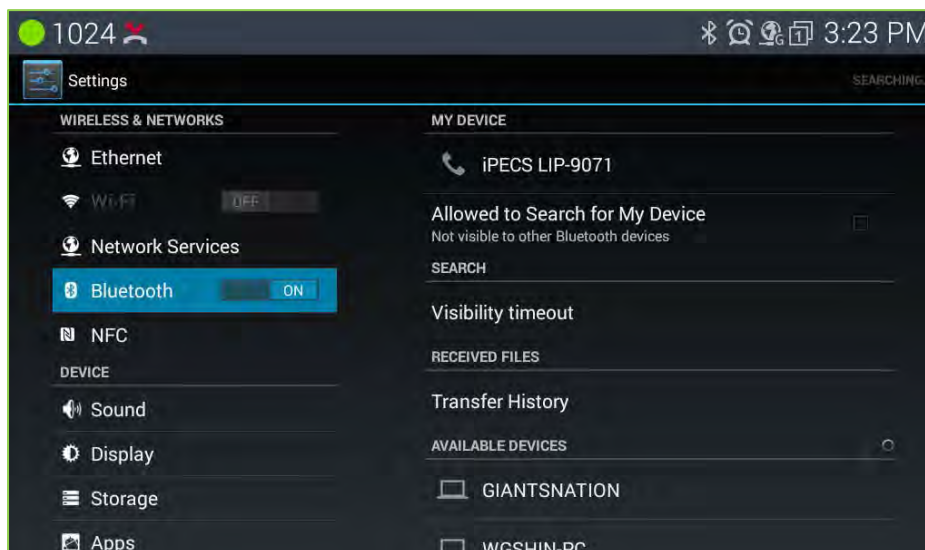 1024
3:23 PM
Settings
SEARCHING
WIRELESS & NETWORKS
Ethernet
Wi-Fi
OFF
Network Services
Bluetooth
ON
NFC
DEVICE
Sound
Display
Storage
Apps
MY DEVICE
iPECS LIP-9071
Allowed to Search for My Device
Not visible to other Bluetooth devices
SEARCH
Visibility timeout
RECEIVED FILES
Transfer History
AVAILABLE DEVICES
GIANTSNATION
WGSHIN-PC